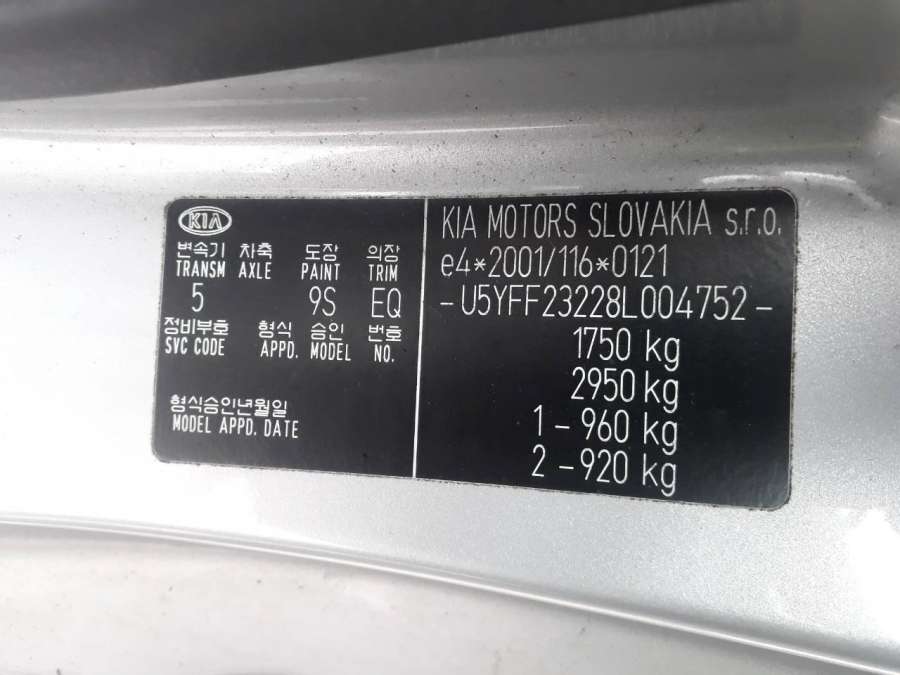 KIA
변속기 차축 도장 의장
TRANSM AXLE PAINT TRIM
5 9S EQ
정비부호 형식 승인 번호
SVC CODE APPD. MODEL NO.
형식승인년월일
MODEL APPD. DATE
KIA MOTORS SLOVAKIA s.r.o.
e4*2001/116*0121
- U5YFF23228L004752 -
1750 kg
2950 kg
1 - 960 kg
2 - 920 kg